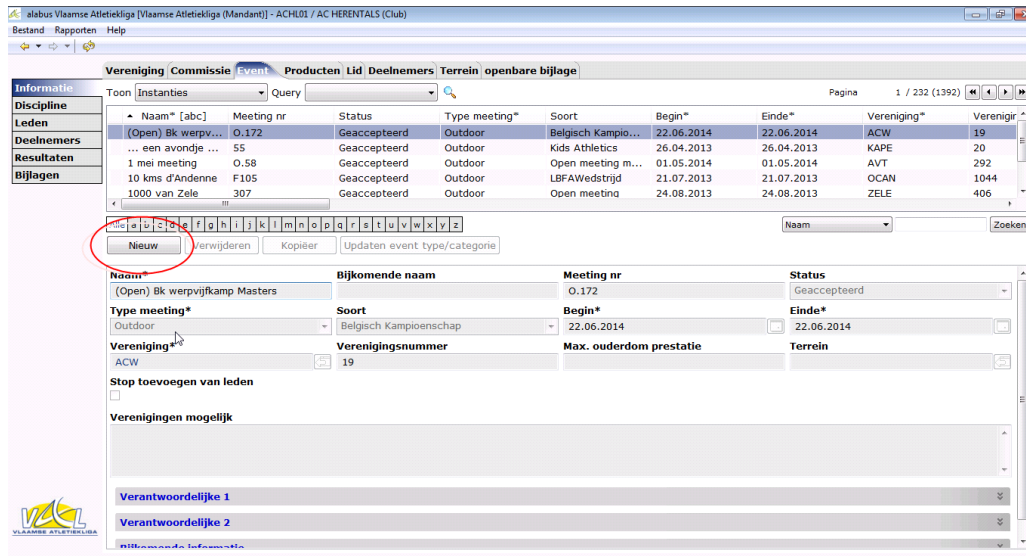 alabus Vlaamse Atletiekliga [Vlaamse Atletiekliga (Mandant)] - ACHL01 / AC HERENTALS (Club)
Bestand Rapporten Help
Vereniging Commissie Event Producten Lid Deelnemers Terrein openbare bijlage
Informatie
Discipline
Leden
Deelnemers
Resultaten
Bijlagen
Toon Instanties Query Pagina 1 / 232 (1392)
Naam* [abc] Meeting nr Status Type meeting* Soort Begin* Einde* Vereniging* Verenigir
(Open) Bk werpv... O.172 Geaccepteerd Outdoor Belgisch Kampio... 22.06.2014 22.06.2014 ACW 19
... een avondje ... 55 Geaccepteerd Outdoor Kids Athletics 26.04.2013 26.04.2013 KAPE 20
1 mei meeting O.58 Geaccepteerd Outdoor Open meeting m... 01.05.2014 01.05.2014 AVT 292
10 kms d'Andenne F105 Geaccepteerd Outdoor LBFAWedstrijd 21.07.2013 21.07.2013 OCAN 1044
1000 van Zele 307 Geaccepteerd Outdoor Open meeting 24.08.2013 24.08.2013 ZELE 406
Alle a b c d e f g h i j k l m n o p q r s t u v w x y z Naam Zoeken
Nieuw Verwijderen Kopiëer Updaten event type/categorie
Naam* Bijkomende naam Meeting nr Status
(Open) Bk werpvijfkamp Masters O.172 Geaccepteerd
Type meeting* Soort Begin* Einde*
Outdoor Belgisch Kampioenschap 22.06.2014 22.06.2014
Vereniging* Verenigingsnummer Max. ouderdom prestatie Terrein
ACW 19
Stop toevoegen van leden
Verenigingen mogelijk
Verantwoordelijke 1
Verantwoordelijke 2
Bijkomende informatie
VAL
VLAAMSE ATLETIEKLIGA